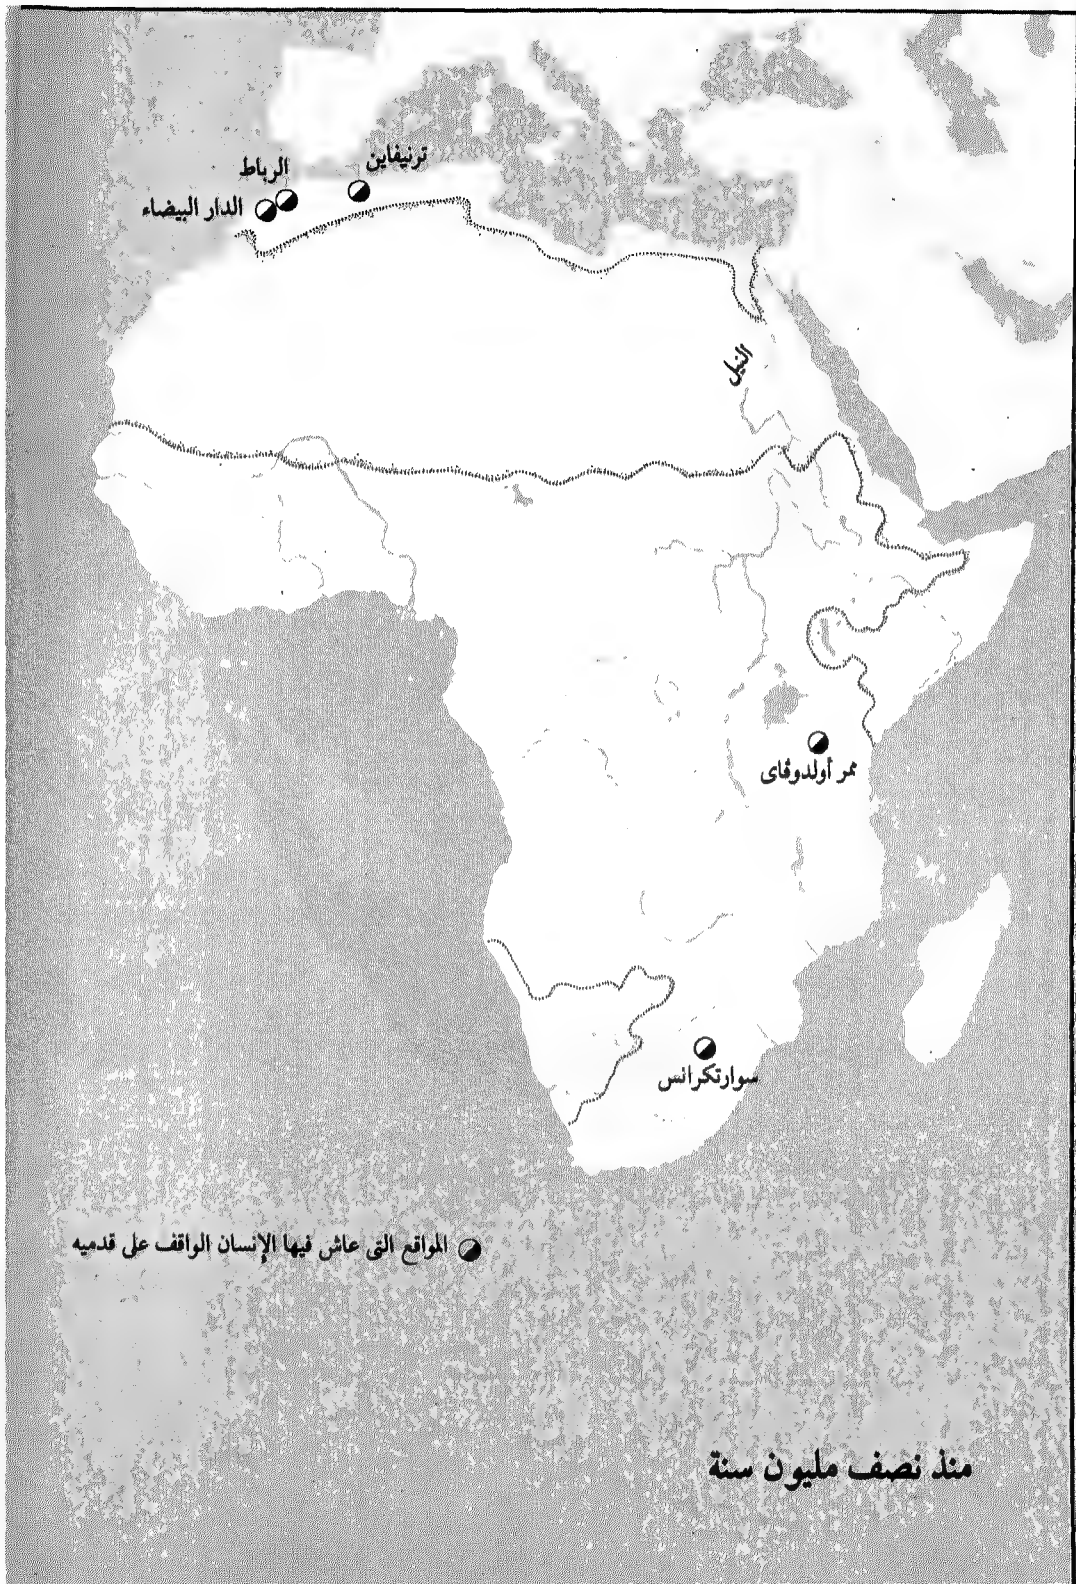 ترنيفاين
الرباط
الدار البيضاء
النيل
ممر أولدوڤاى
سوارتكرانس
المواقع التى عاش فيها الإنسان الواقف على قدميه
منذ نصف مليون سنة